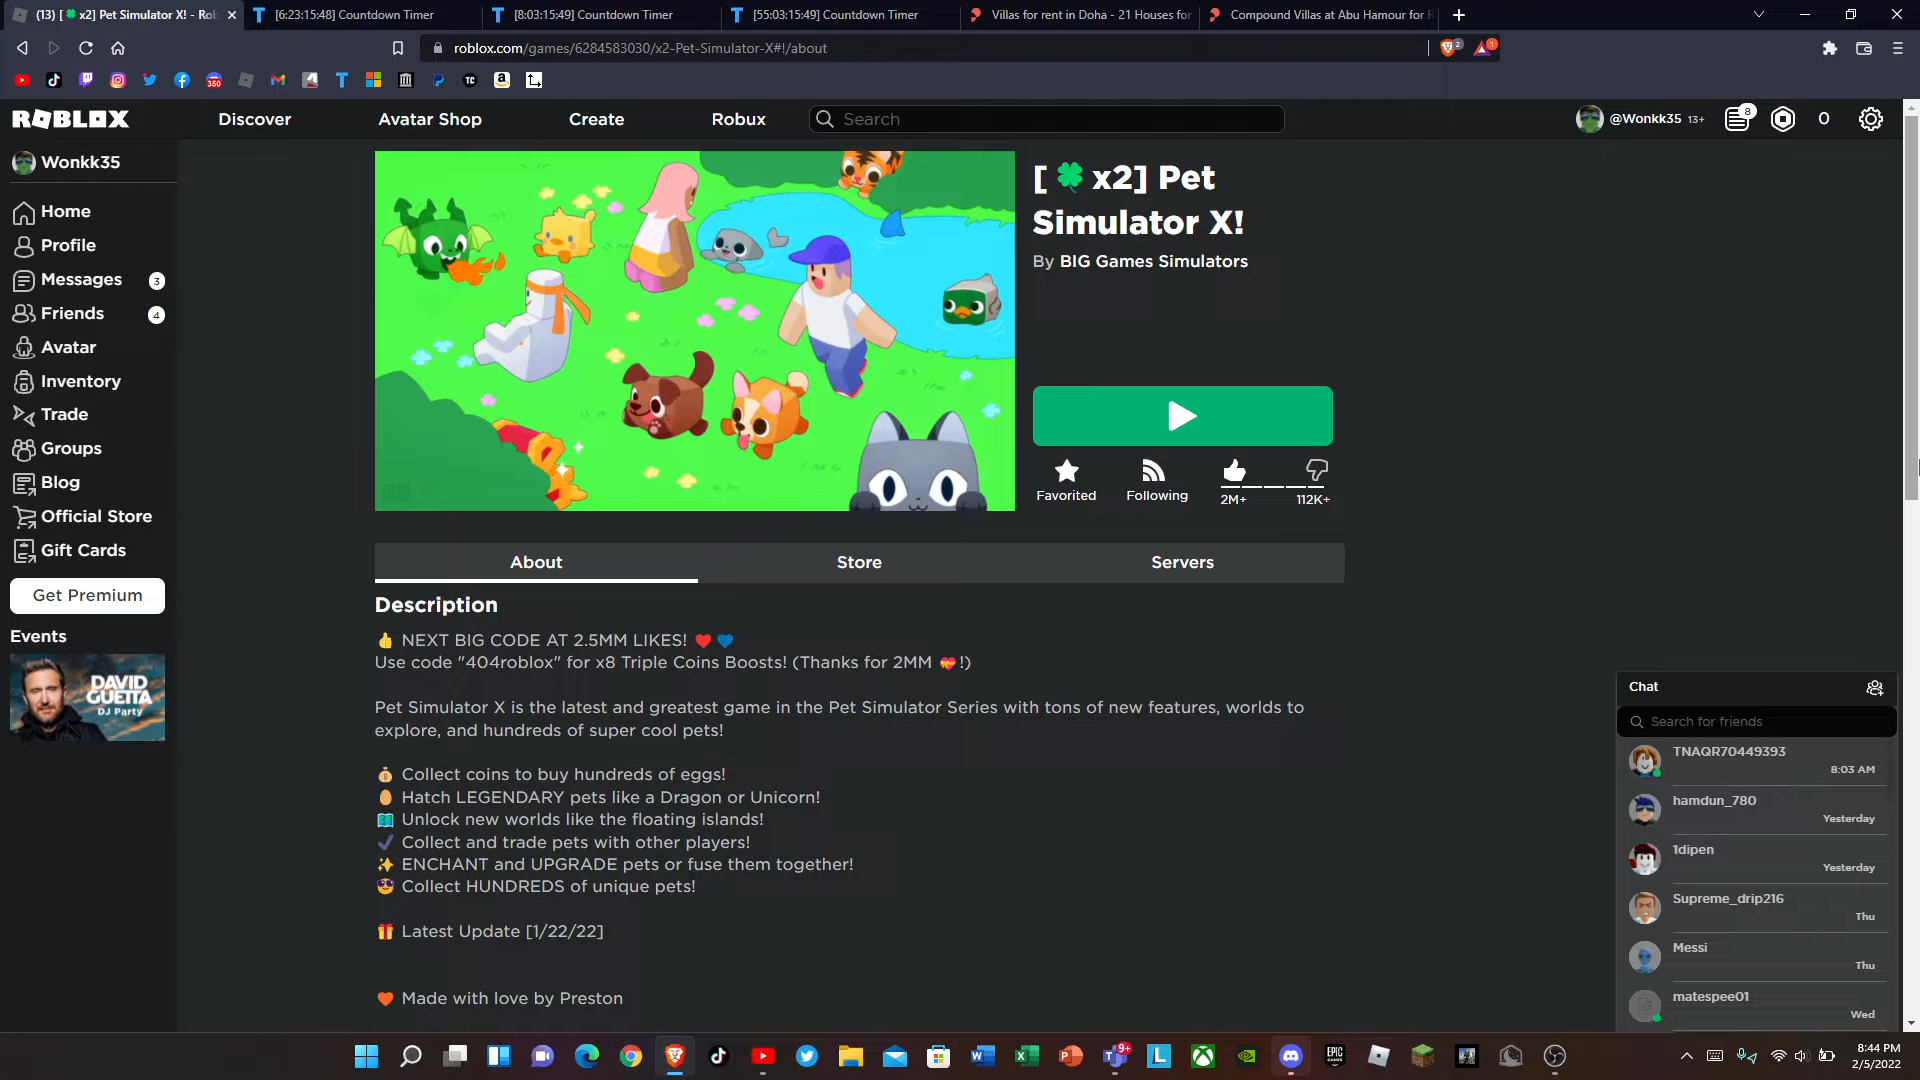 (13) [ x2] Pet Simulator X! - Rob
[6:23:15:48] Countdown Timer
[8:03:15:49] Countdown Timer
[55:03:15:49] Countdown Timer
Villas for rent in Doha - 21 Houses for
Compound Villas at Abu Hamour for R
roblox.com/games/6284583030/x2-Pet-Simulator-X#!/about
2
1
350
TC
ROBLOX
Discover
Avatar Shop
Create
Robux
Search
@Wonkk35 13+
8
0
Wonkk35
Home
Profile
Messages 3
Friends 4
Avatar
Inventory
Trade
Groups
Blog
Official Store
Gift Cards
Get Premium
Events
DAVID
GUETTA
DJ Party
[ 🍀 x2] Pet
Simulator X!
By BIG Games Simulators
Favorited
Following
2M+
112K+
About
Store
Servers
Description
👍 NEXT BIG CODE AT 2.5MM LIKES! ❤️ 💙
Use code "404roblox" for x8 Triple Coins Boosts! (Thanks for 2MM 💝!)
Pet Simulator X is the latest and greatest game in the Pet Simulator Series with tons of new features, worlds to
explore, and hundreds of super cool pets!
💰 Collect coins to buy hundreds of eggs!
🥚 Hatch LEGENDARY pets like a Dragon or Unicorn!
🗺️ Unlock new worlds like the floating islands!
✔️ Collect and trade pets with other players!
✨ ENCHANT and UPGRADE pets or fuse them together!
😎 Collect HUNDREDS of unique pets!
🎁 Latest Update [1/22/22]
🧡 Made with love by Preston
Chat
Search for friends
TNAQR70449393
8:03 AM
hamdun_780
Yesterday
1dipen
Yesterday
Supreme_drip216
Thu
Messi
Thu
matespee01
Wed
9+
EPIC
GAMES
8:44 PM
2/5/2022